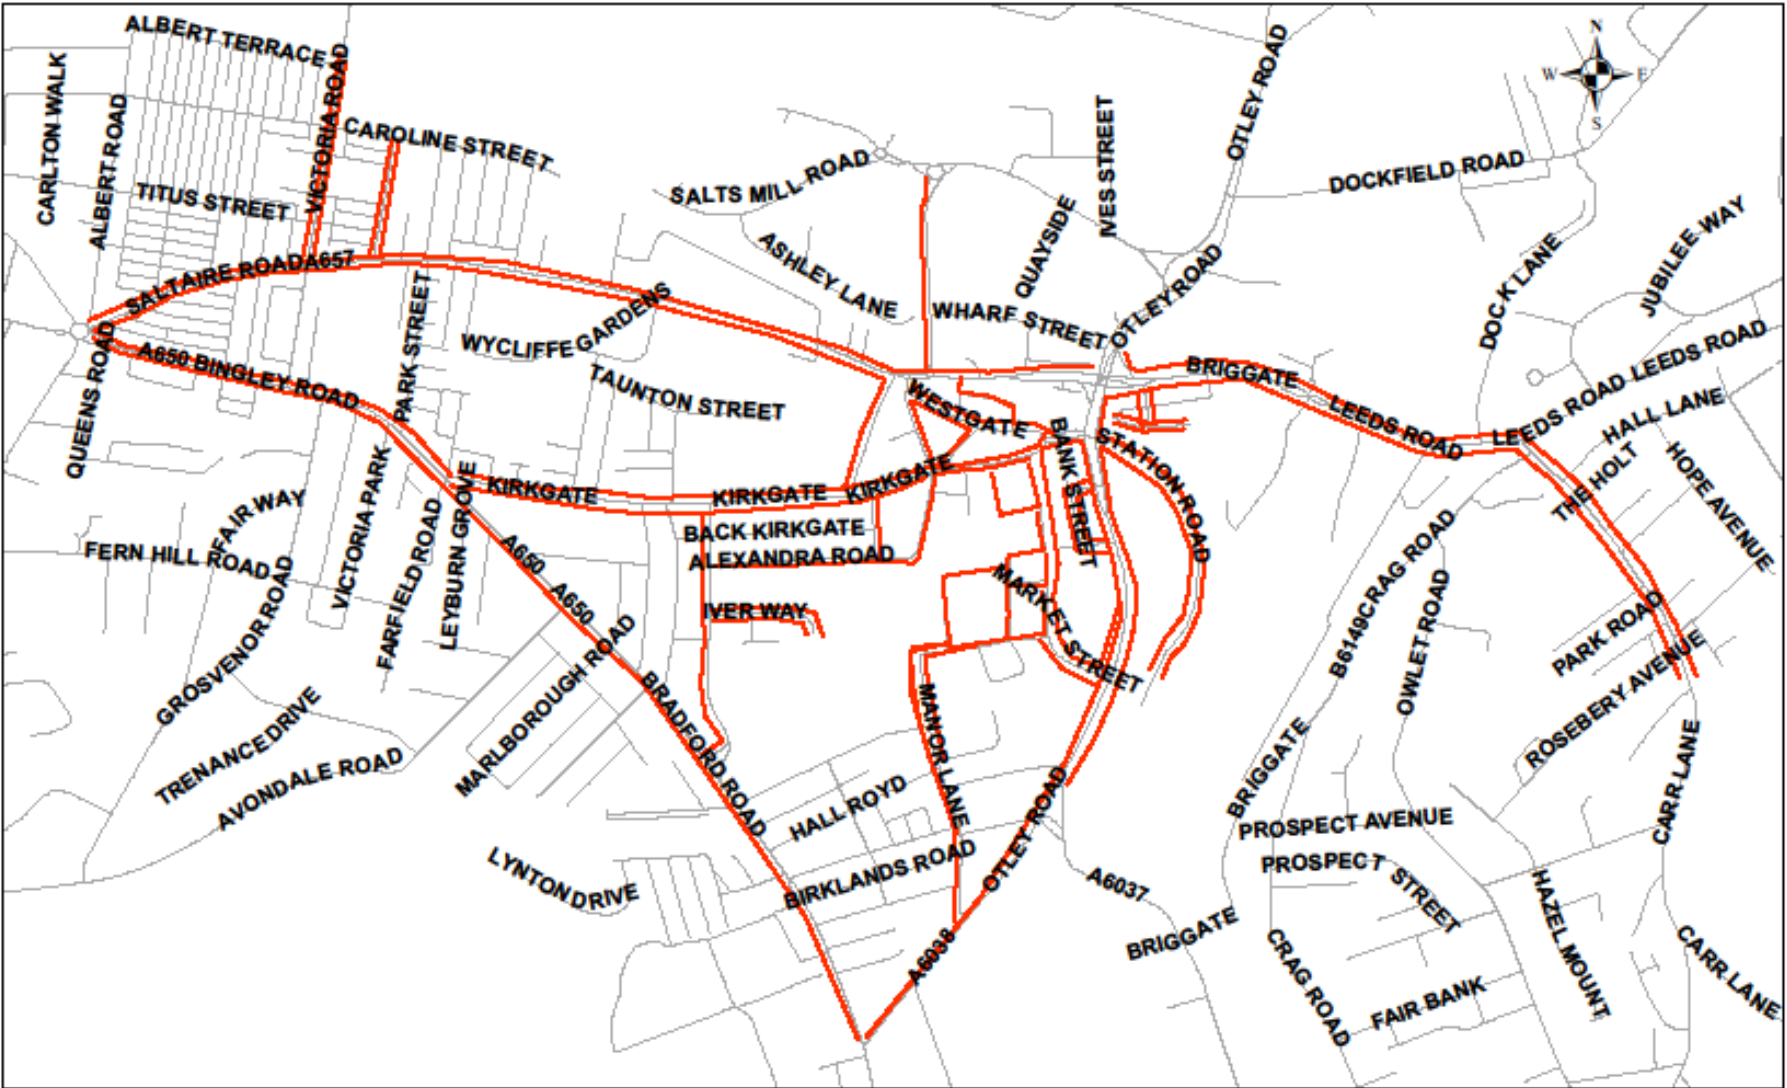 ALBERT TERRACE
CARLTON WALK
ALBERT ROAD
VICTORIA ROAD
CAROLINE STREET
TITUS STREET
SALTAIRE ROAD
A657
QUEENS ROAD
A650 BINGLEY ROAD
PARK STREET
WYCLIFFE GARDENS
TAUNTON STREET
SALTS MILL ROAD
ASHLEY LANE
WHARF STREET
QUAYSIDE
IVES STREET
OTLEY ROAD
OTLEY ROAD
DOCKFIELD ROAD
N
W
E
S
DOCK LANE
JUBILEE WAY
BRIGGATE
LEEDS ROAD
LEEDS ROAD
LEEDS ROAD
HALL LANE
THE HOLT
HOPE AVENUE
WESTGATE
BANK STREET
STATION ROAD
KIRKGATE
KIRKGATE
KIRKGATE
BACK KIRKGATE
ALEXANDRA ROAD
IVER WAY
MARKET STREET
FAIR WAY
FERN HILL ROAD
VICTORIA PARK
FARFIELD ROAD
LEYBURN GROVE
A650
A650
GROSVENOR ROAD
TRENANCE DRIVE
AVONDALE ROAD
MARLBOROUGH ROAD
BRADFORD ROAD
MANOR LANE
HALL ROYD
BIRKLANDS ROAD
LYNTON DRIVE
OTLEY ROAD
A6038
A6037
B6149
CRAG ROAD
OWLET ROAD
PARK ROAD
ROSEBERY AVENUE
CARR LANE
BRIGGATE
PROSPECT AVENUE
PROSPECT STREET
BRIGGATE
CRAG ROAD
HAZEL MOUNT
FAIR BANK
CARR LANE